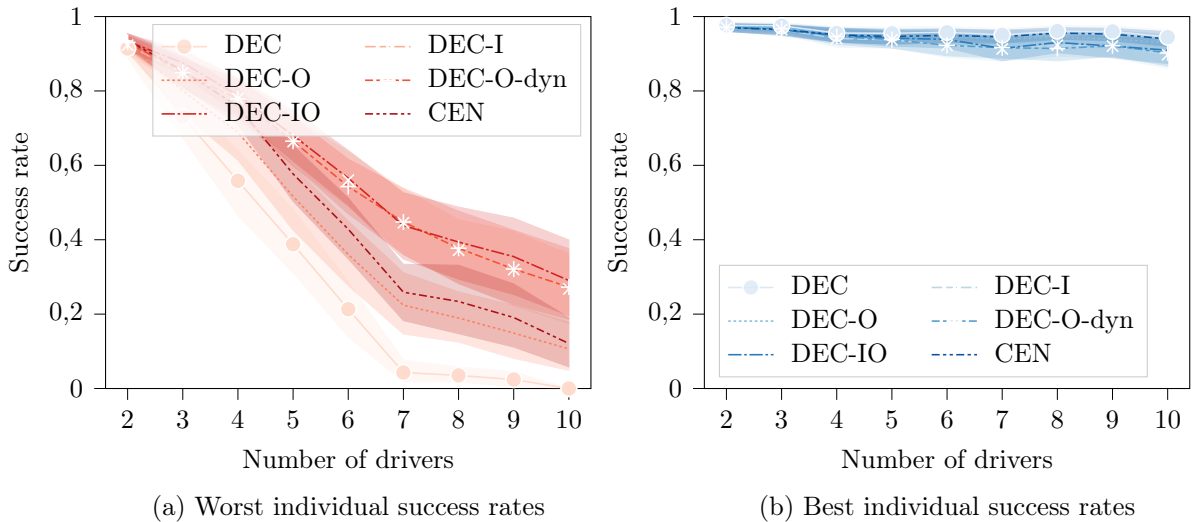 1
0,8
0,6
0,4
0,2
0
Success rate
DEC
DEC-I
DEC-O
DEC-O-dyn
DEC-IO
CEN
2 3 4 5 6 7 8 9 10
Number of drivers
(a) Worst individual success rates
1
0,8
0,6
0,4
0,2
0
Success rate
DEC
DEC-I
DEC-O
DEC-O-dyn
DEC-IO
CEN
2 3 4 5 6 7 8 9 10
Number of drivers
(b) Best individual success rates